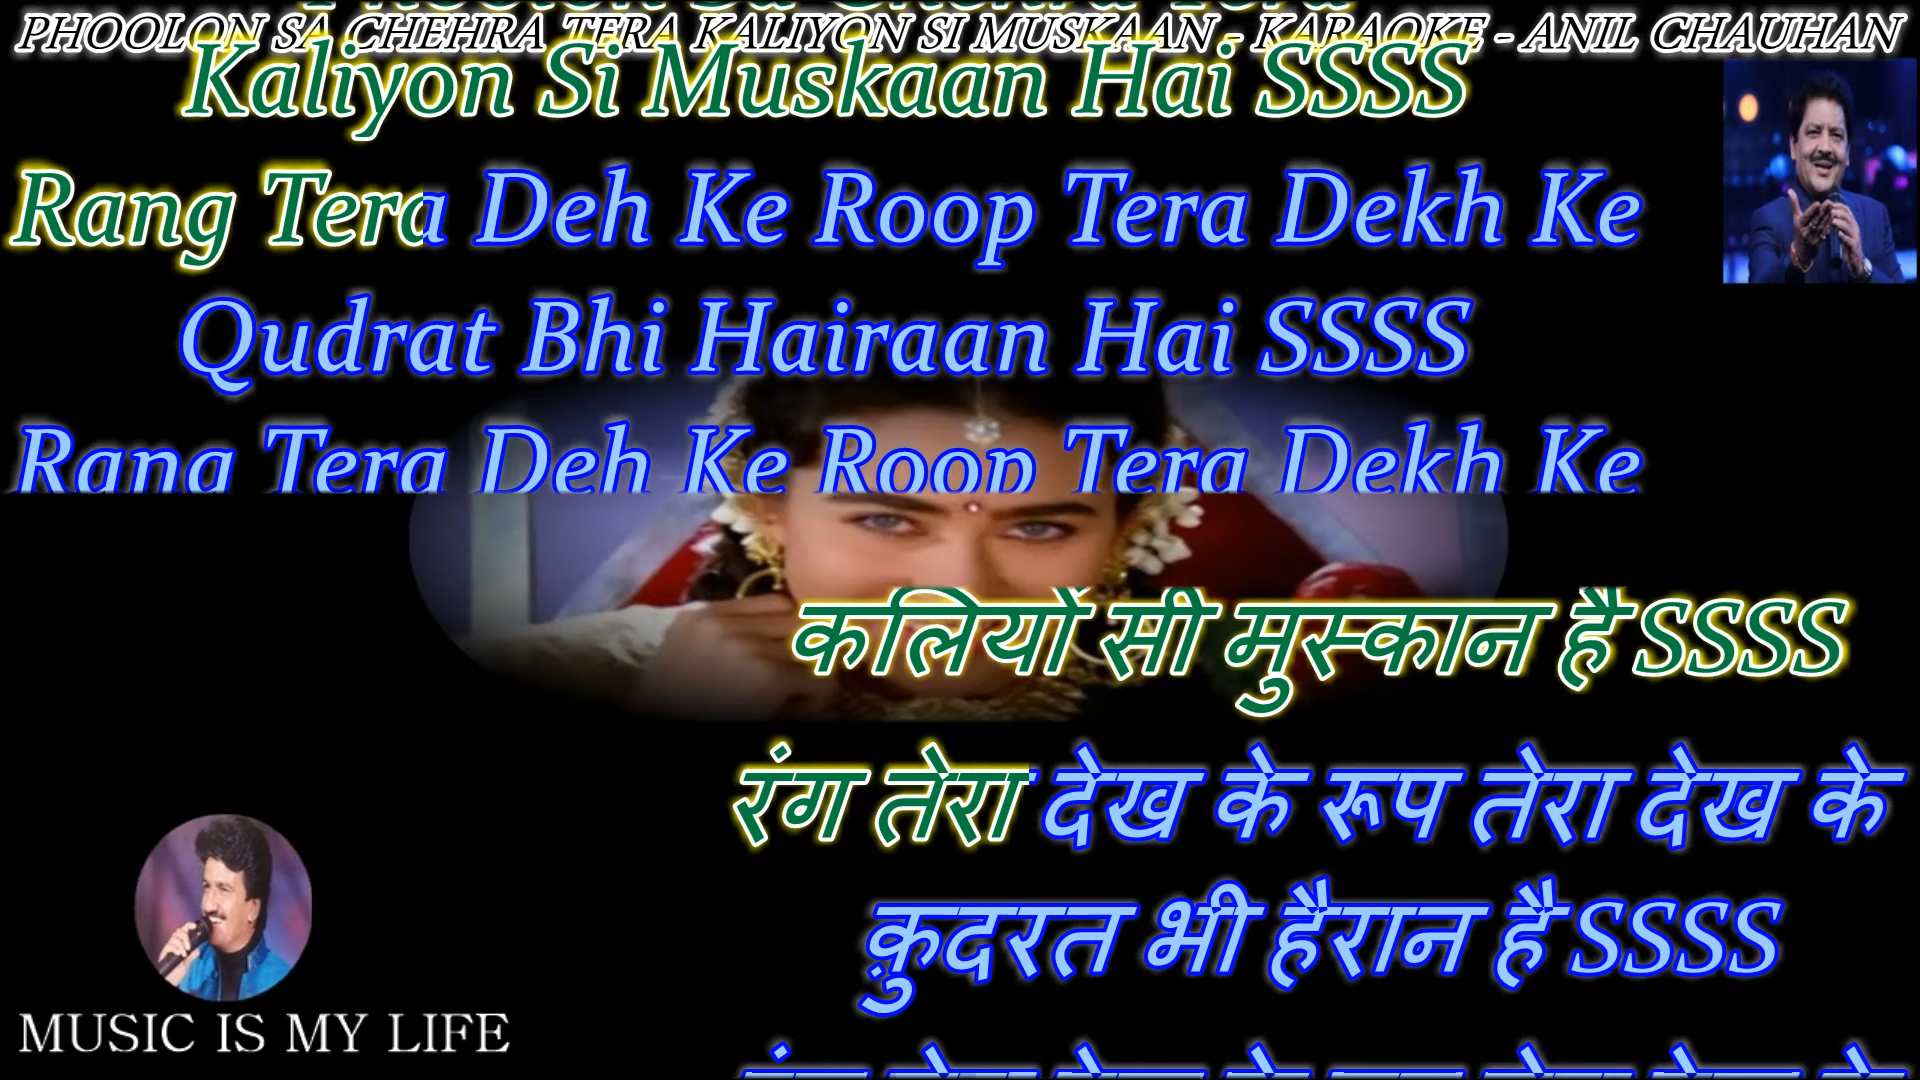 PHOOLON SA CHEHRA TERA KALIYON SI MUSKAAN - KARAOKE - ANIL CHAUHAN
Kaliyon Si Muskaan Hai SSSS
Rang Tera Deh Ke Roop Tera Dekh Ke
Qudrat Bhi Hairaan Hai SSSS
Rang Tera Deh Ke Roop Tera Dekh Ke
कलियों सी मुस्कान है SSSS
रंग तेरा देख के रूप तेरा देख के
क़ुदरत भी हैरान है SSSS
MUSIC IS MY LIFE